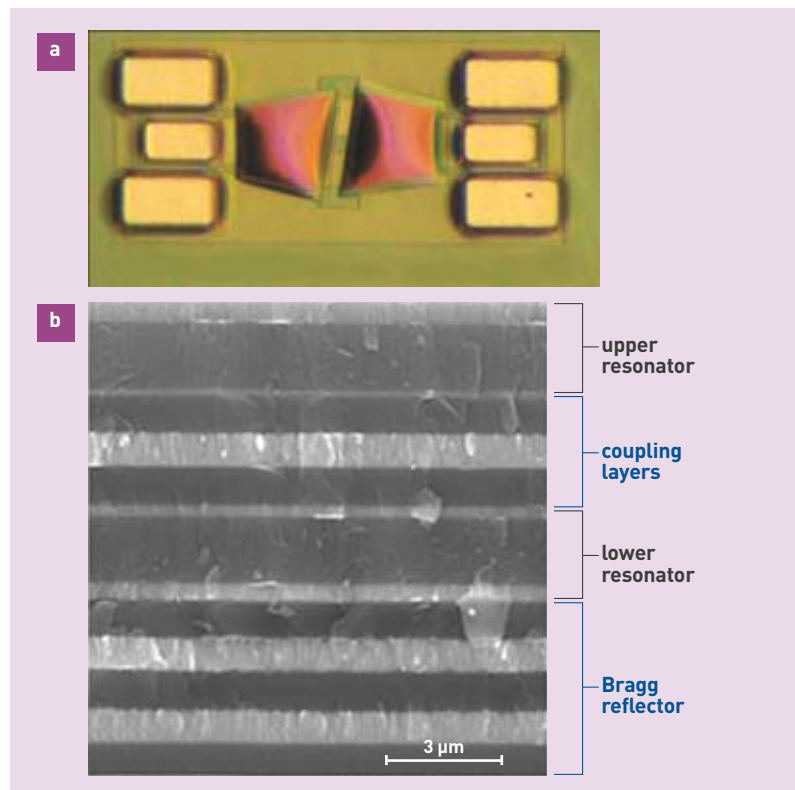 a
b
upper
resonator
coupling
layers
lower
resonator
Bragg
reflector
3 µm